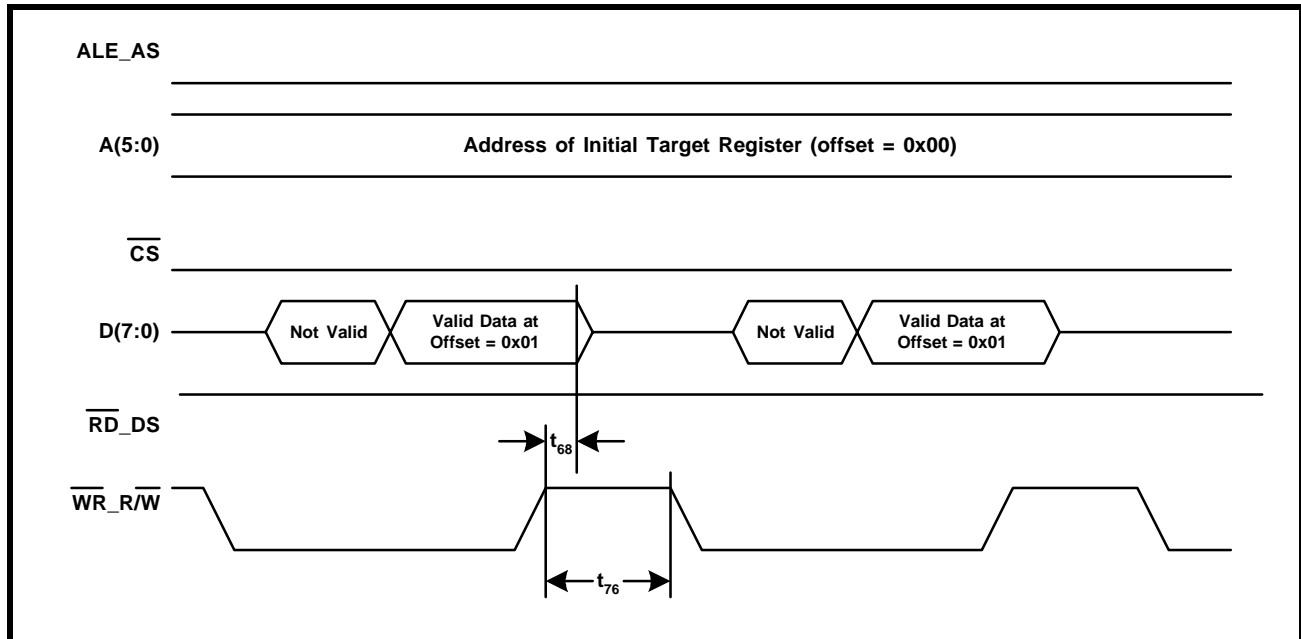 ALE_AS
A(5:0)
Address of Initial Target Register (offset = 0x00)
CS
D(7:0)
Not Valid
Valid Data at
Offset = 0x01
Not Valid
Valid Data at
Offset = 0x01
RD_DS
t68
WR_R/W
t76